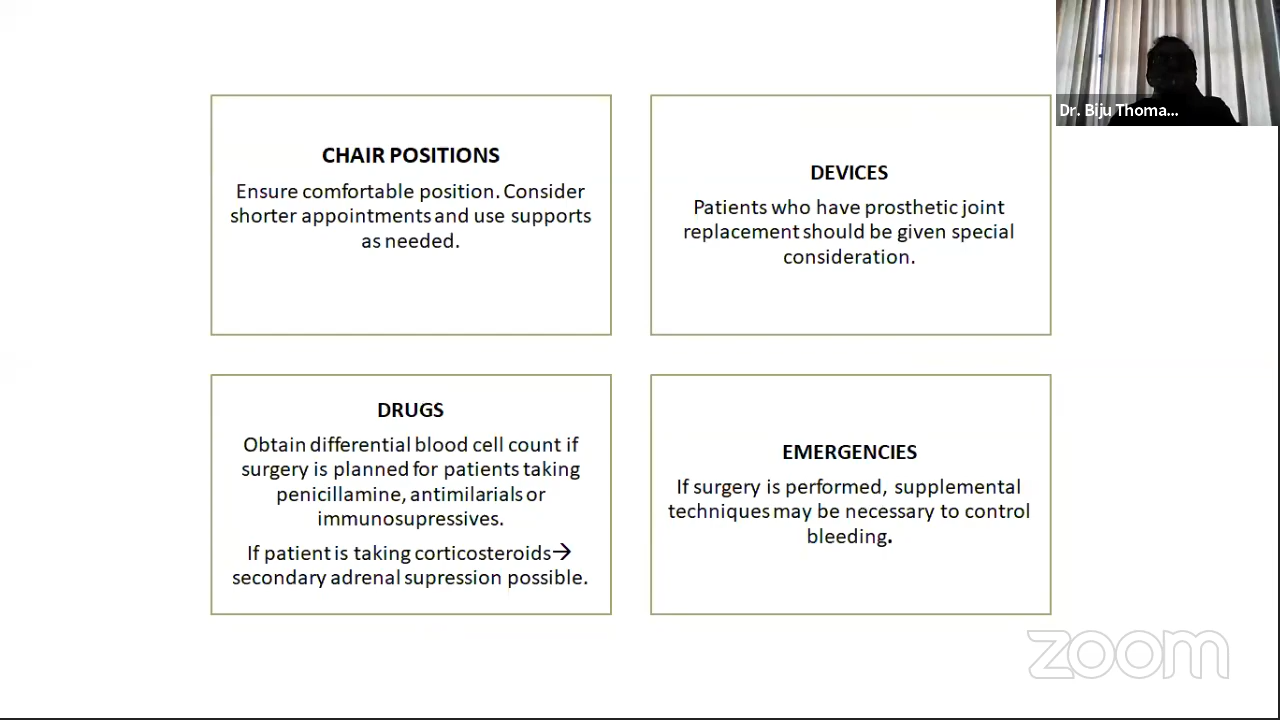 Dr. Biju Thoma...
CHAIR POSITIONS
Ensure comfortable position. Consider
shorter appointments and use supports
as needed.
DEVICES
Patients who have prosthetic joint
replacement should be given special
consideration.
DRUGS
Obtain differential blood cell count if
surgery is planned for patients taking
penicillamine, antimilarials or
immunosupressives.
If patient is taking corticosteroids→
secondary adrenal supression possible.
EMERGENCIES
If surgery is performed, supplemental
techniques may be necessary to control
bleeding.
zoom